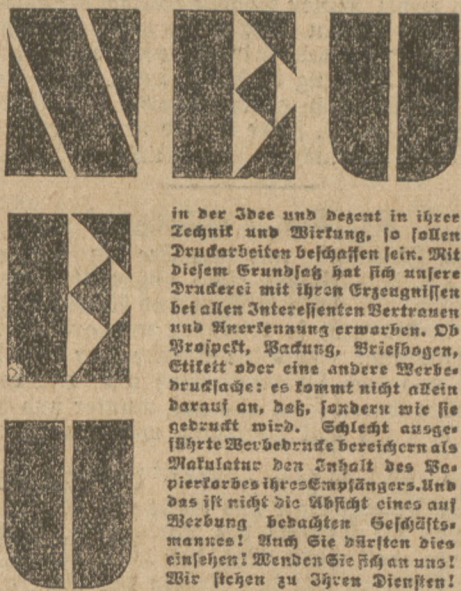 NEU
E
U
in der Idee und dezent in ihrer
Technik und Wirkung, so sollen
Druckarbeiten beschaffen sein. Mit
diesem Grundsatz hat sich unsere
Druckerei mit ihren Erzeugnissen
bei allen Interessenten Vertrauen
und Anerkennung erworben. Ob
Prospekt, Packung, Briefbogen,
Etikett oder eine andere Werbe-
drucksache: es kommt nicht allein
darauf an, daß, sondern wie sie
gedruckt wird. Schlecht ausge-
führte Werbedrucke bereichern als
Makulatur den Inhalt des Pa-
pierkorbes ihres Empfängers. Und
das ist nicht die Absicht eines auf
Werbung bedachten Geschäfts-
mannes! Auch Sie dürften dies
einsehen! Wenden Sie sich an uns!
Wir stehen zu Ihren Diensten!